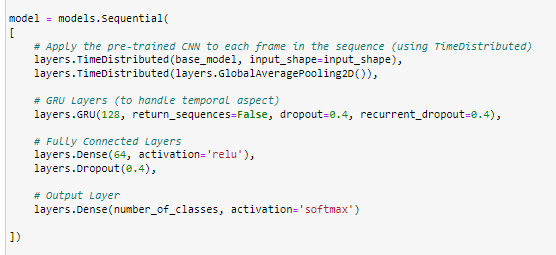 model = models.Sequential(
[
# Apply the pre-trained CNN to each frame in the sequence (using TimeDistributed)
layers.TimeDistributed(base_model, input_shape=input_shape),
layers.TimeDistributed(layers.GlobalAveragePooling2D()),
# GRU Layers (to handle temporal aspect)
layers.GRU(128, return_sequences=False, dropout=0.4, recurrent_dropout=0.4),
# Fully Connected Layers
layers.Dense(64, activation='relu'),
layers.Dropout(0.4),
# Output Layer
layers.Dense(number_of_classes, activation='softmax')
])